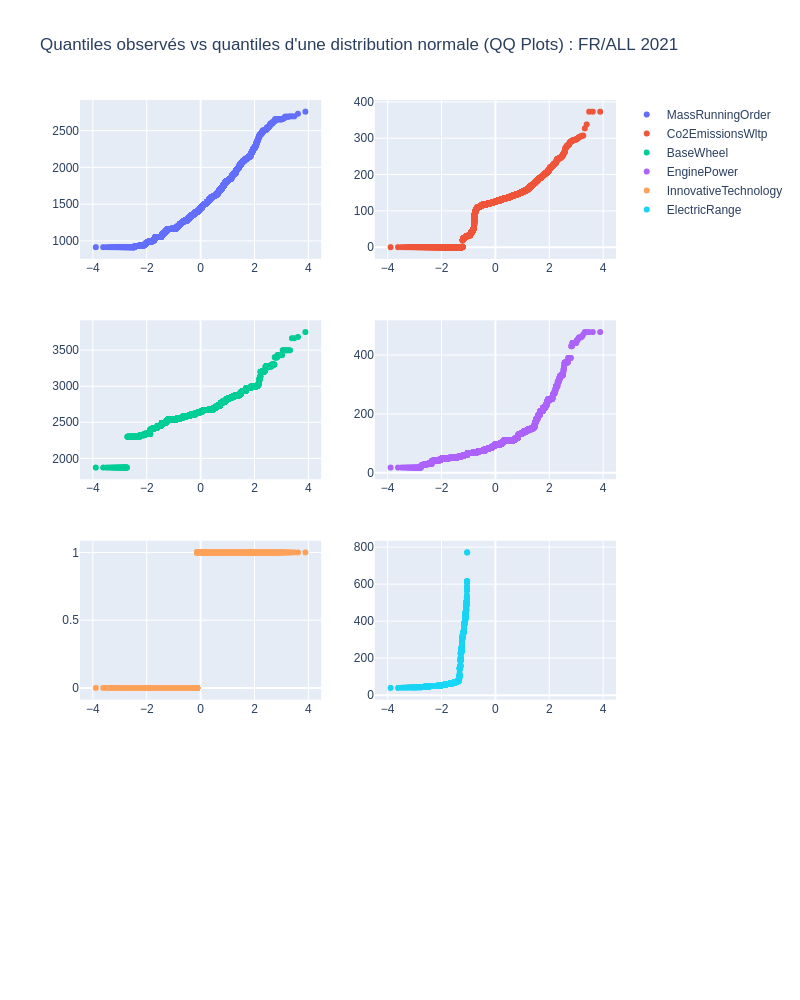 Quantiles observés vs quantiles d'une distribution normale (QQ Plots) : FR/ALL 2021
2500
2000
1500
1000
−4 −2 0 2 4
400
300
200
100
0
−4 −2 0 2 4
MassRunningOrder
Co2EmissionsWltp
BaseWheel
EnginePower
InnovativeTechnology
ElectricRange
3500
3000
2500
2000
−4 −2 0 2 4
400
200
0
−4 −2 0 2 4
1
0.5
0
−4 −2 0 2 4
800
600
400
200
0
−4 −2 0 2 4